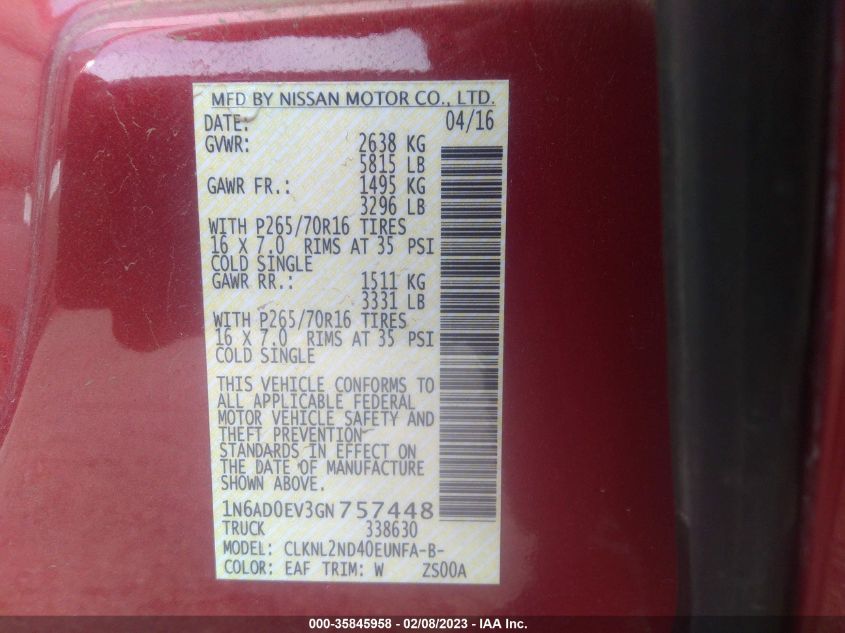 MFD BY NISSAN MOTOR CO., LTD.
DATE: 04/16
GVWR: 2638 KG
5815 LB
GAWR FR.: 1495 KG
3296 LB
WITH P265/70R16 TIRES
16 X 7.0 RIMS AT 35 PSI
COLD SINGLE
GAWR RR.: 1511 KG
3331 LB
WITH P265/70R16 TIRES
16 X 7.0 RIMS AT 35 PSI
COLD SINGLE
THIS VEHICLE CONFORMS TO
ALL APPLICABLE FEDERAL
MOTOR VEHICLE SAFETY AND
THEFT PREVENTION
STANDARDS IN EFFECT ON
THE DATE OF MANUFACTURE
SHOWN ABOVE.
1N6AD0EV3GN757448
TRUCK 338630
MODEL: CLKNL2ND40EUNFA-B-
COLOR: EAF TRIM: W ZS00A
000-35845958 - 02/08/2023 - IAA Inc.